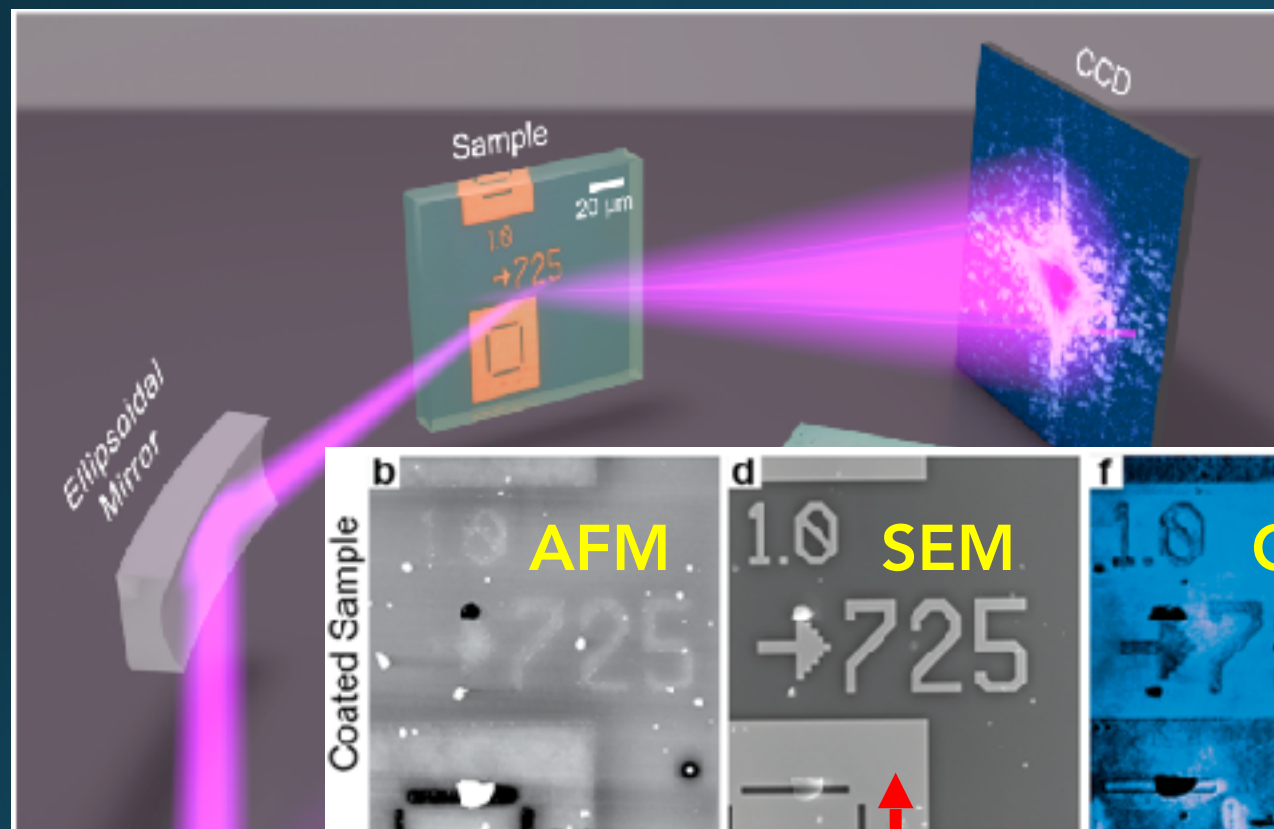 CCD
Sample
20 µm
1.0
→725
Ellipsoidal
Mirror
Coated Sample
b
AFM
1.0
725
d
SEM
1.0
→725
f
1.0
7